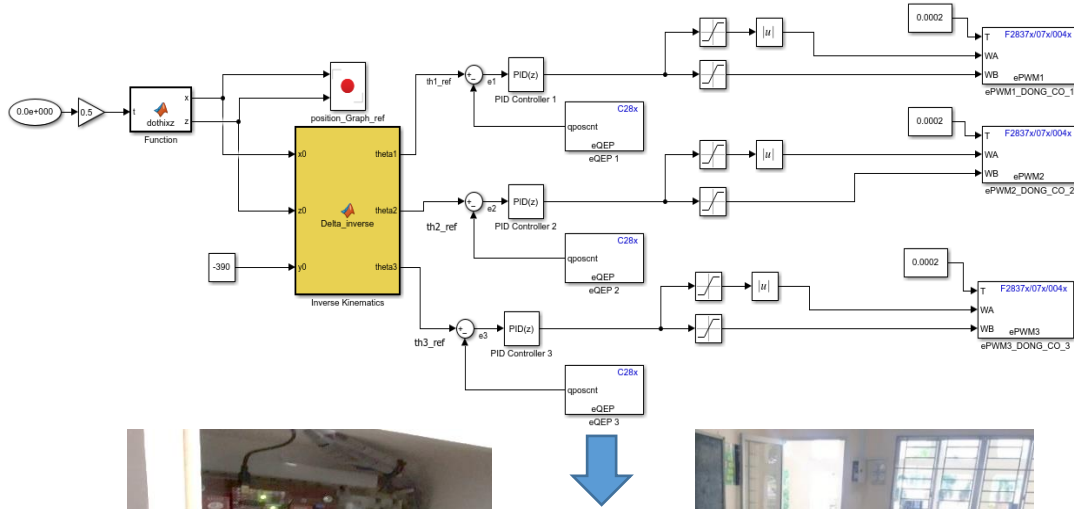 0.0e+000
0.5
t
dothixz
x
z
Function
position_Graph_ref
x0
z0
y0
theta1
theta2
theta3
Delta_inverse
Inverse Kinematics
-390
th1_ref
+
−
e1
PID(z)
PID Controller 1
C28x
qposcnt
eQEP
eQEP 1
|u|
0.0002
F2837x/07x/004x
T
WA
WB
ePWM1
ePWM1_DONG_CO_1
th2_ref
+
−
e2
PID(z)
PID Controller 2
C28x
qposcnt
eQEP
eQEP 2
|u|
0.0002
F2837x/07x/004x
T
WA
WB
ePWM2
ePWM2_DONG_CO_2
th3_ref
+
−
e3
PID(z)
PID Controller 3
C28x
qposcnt
eQEP
eQEP 3
|u|
0.0002
F2837x/07x/004x
T
WA
WB
ePWM3
ePWM3_DONG_CO_3